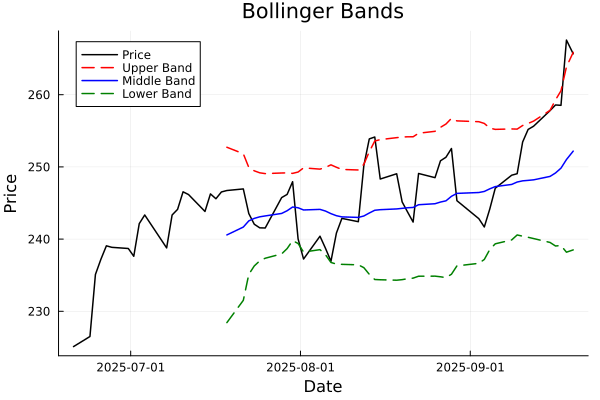 Bollinger Bands
Price
Upper Band
Middle Band
Lower Band
Price
260
250
240
230
2025-07-01
2025-08-01
2025-09-01
Date